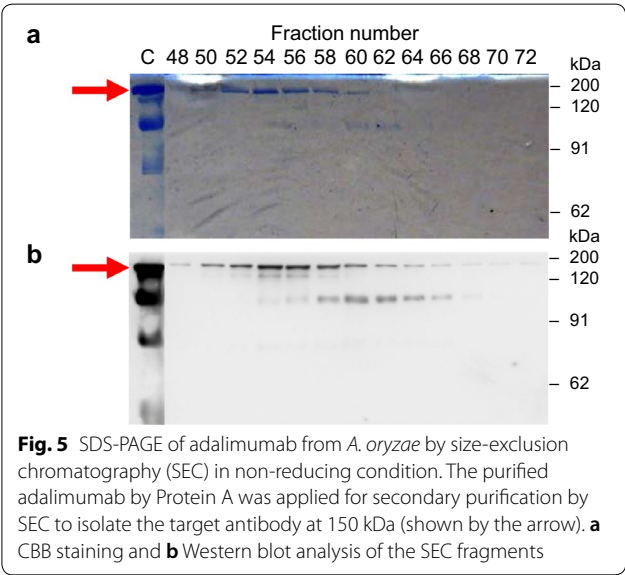 a
Fraction number
C 48 50 52 54 56 58 60 62 64 66 68 70 72
kDa
– 200
– 120
– 91
– 62
b
kDa
– 200
– 120
– 91
– 62
Fig. 5 SDS-PAGE of adalimumab from A. oryzae by size-exclusion
chromatography (SEC) in non-reducing condition. The purified
adalimumab by Protein A was applied for secondary purification by
SEC to isolate the target antibody at 150 kDa (shown by the arrow). a
CBB staining and b Western blot analysis of the SEC fragments